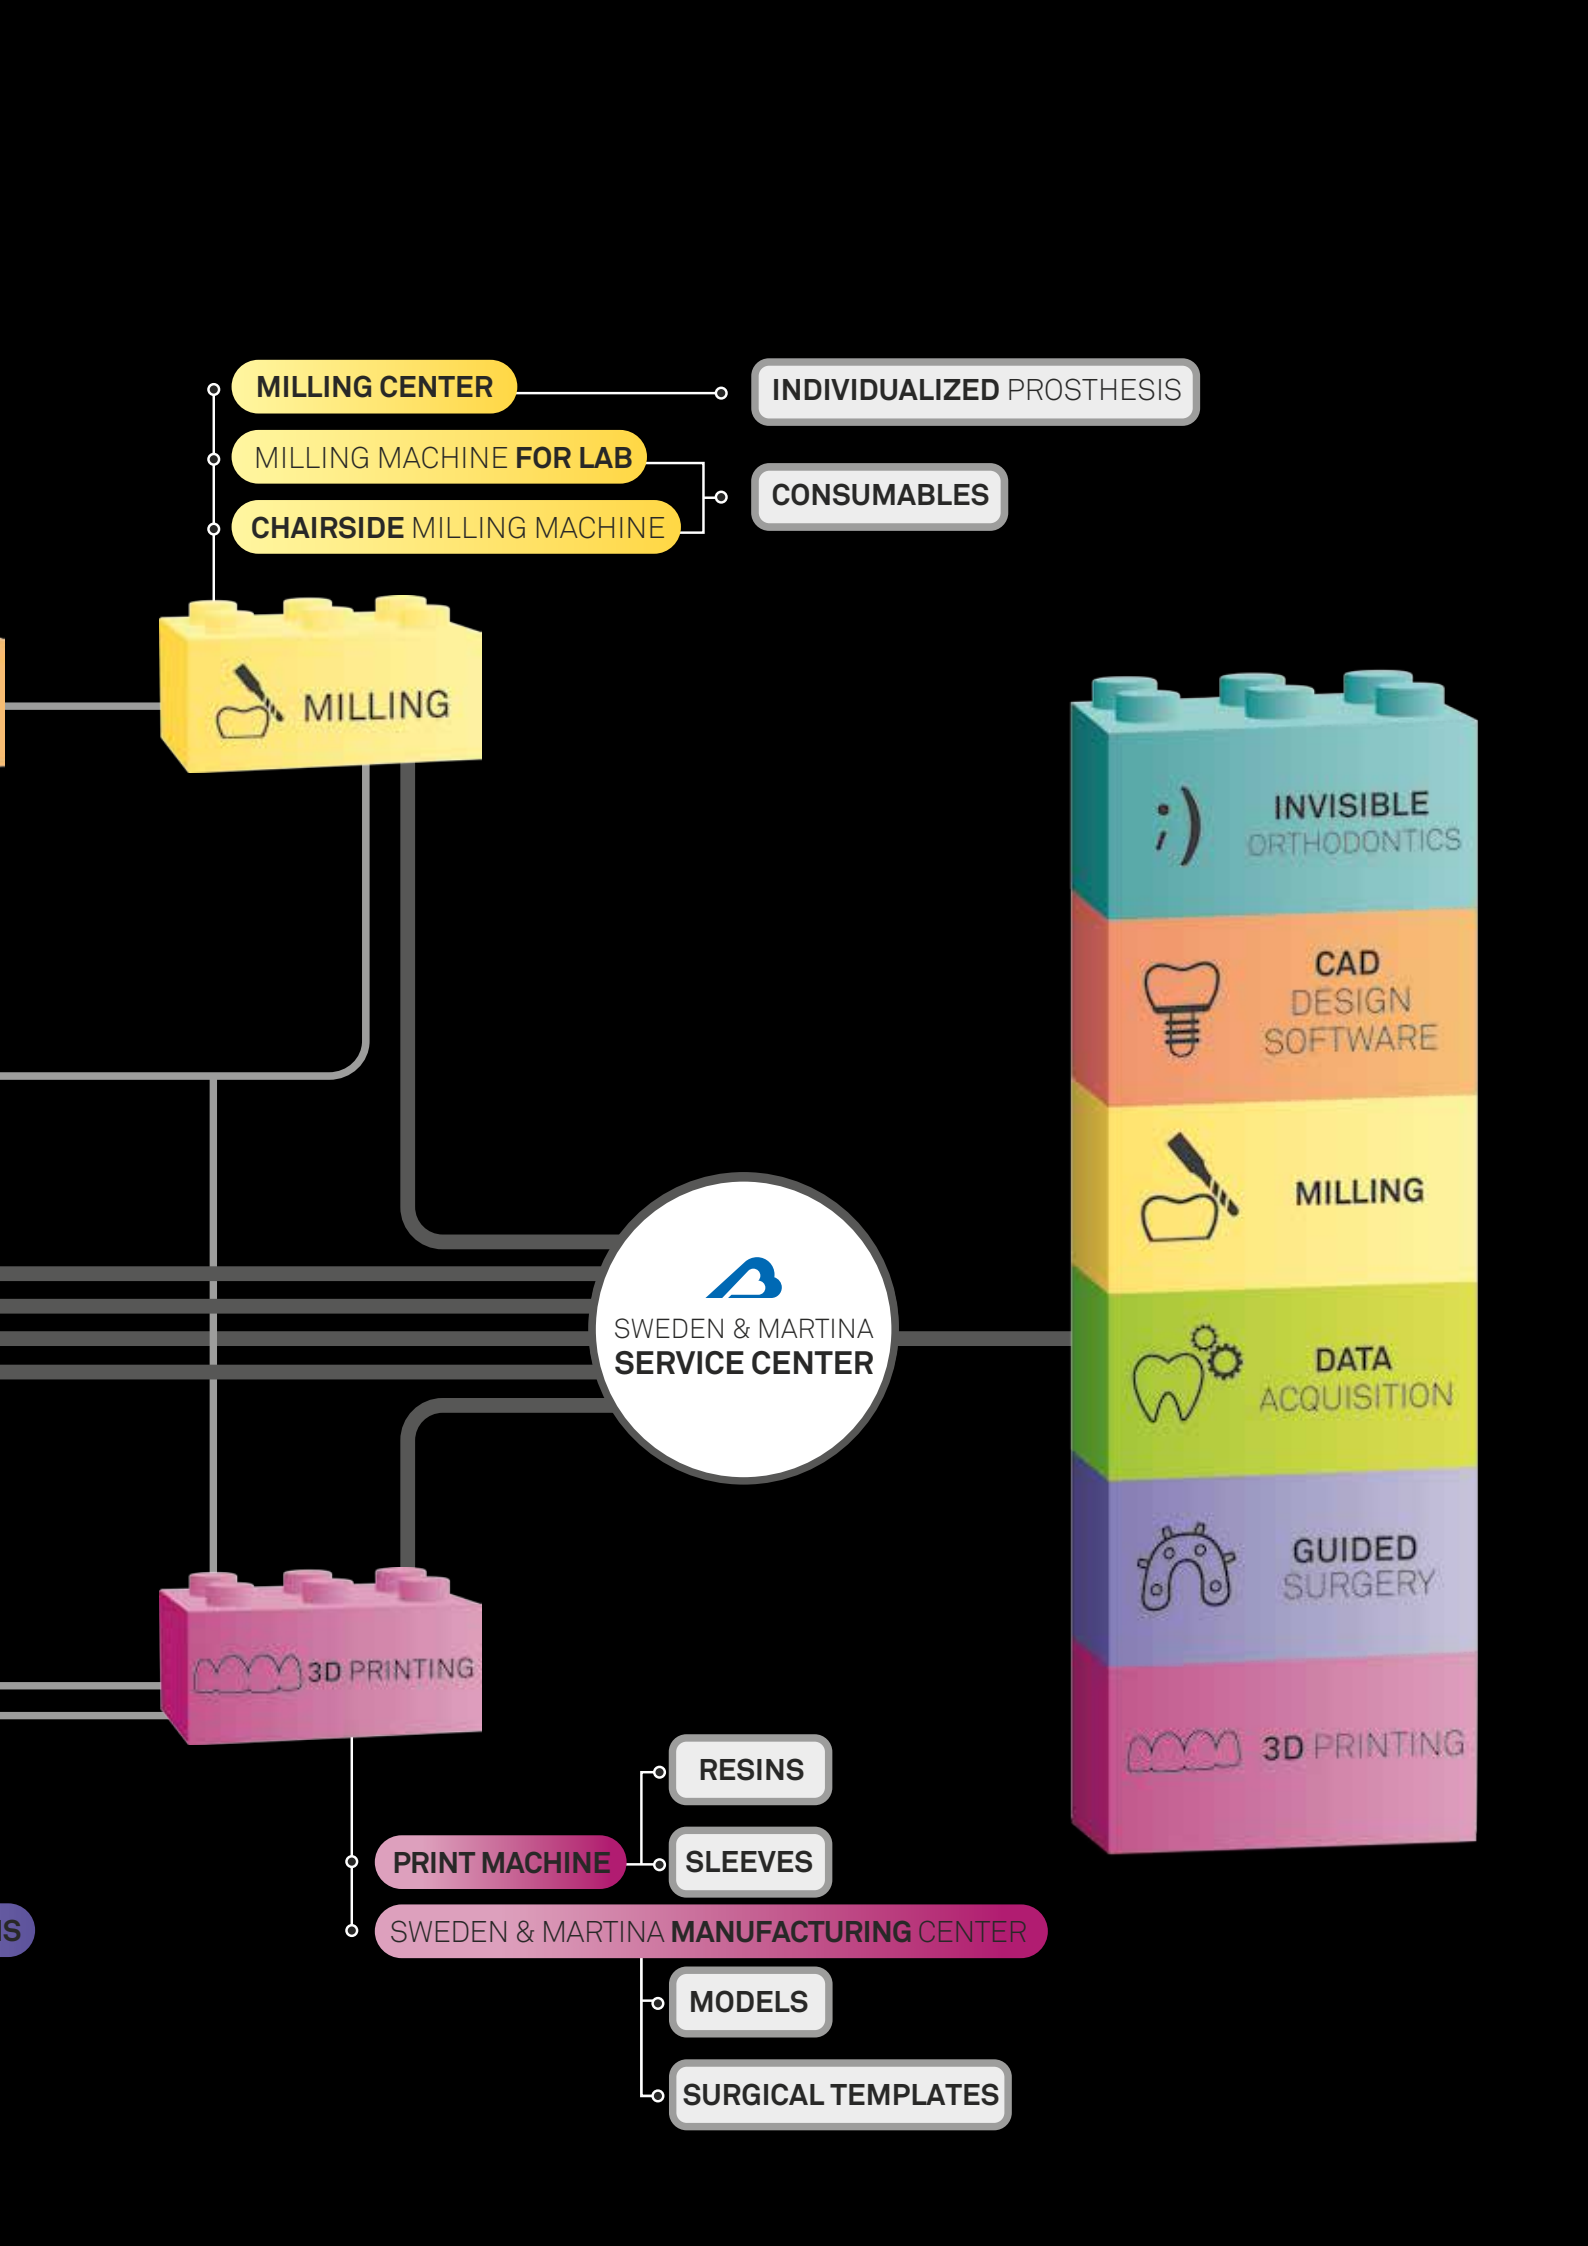 MILLING CENTER
INDIVIDUALIZED PROSTHESIS
MILLING MACHINE FOR LAB
CONSUMABLES
CHAIRSIDE MILLING MACHINE
MILLING
INVISIBLE
ORTHODONTICS
CAD
DESIGN
SOFTWARE
MILLING
DATA
ACQUISITION
GUIDED
SURGERY
3D PRINTING
SWEDEN & MARTINA
SERVICE CENTER
3D PRINTING
RESINS
PRINT MACHINE
SLEEVES
SWEDEN & MARTINA MANUFACTURING CENTER
MODELS
SURGICAL TEMPLATES